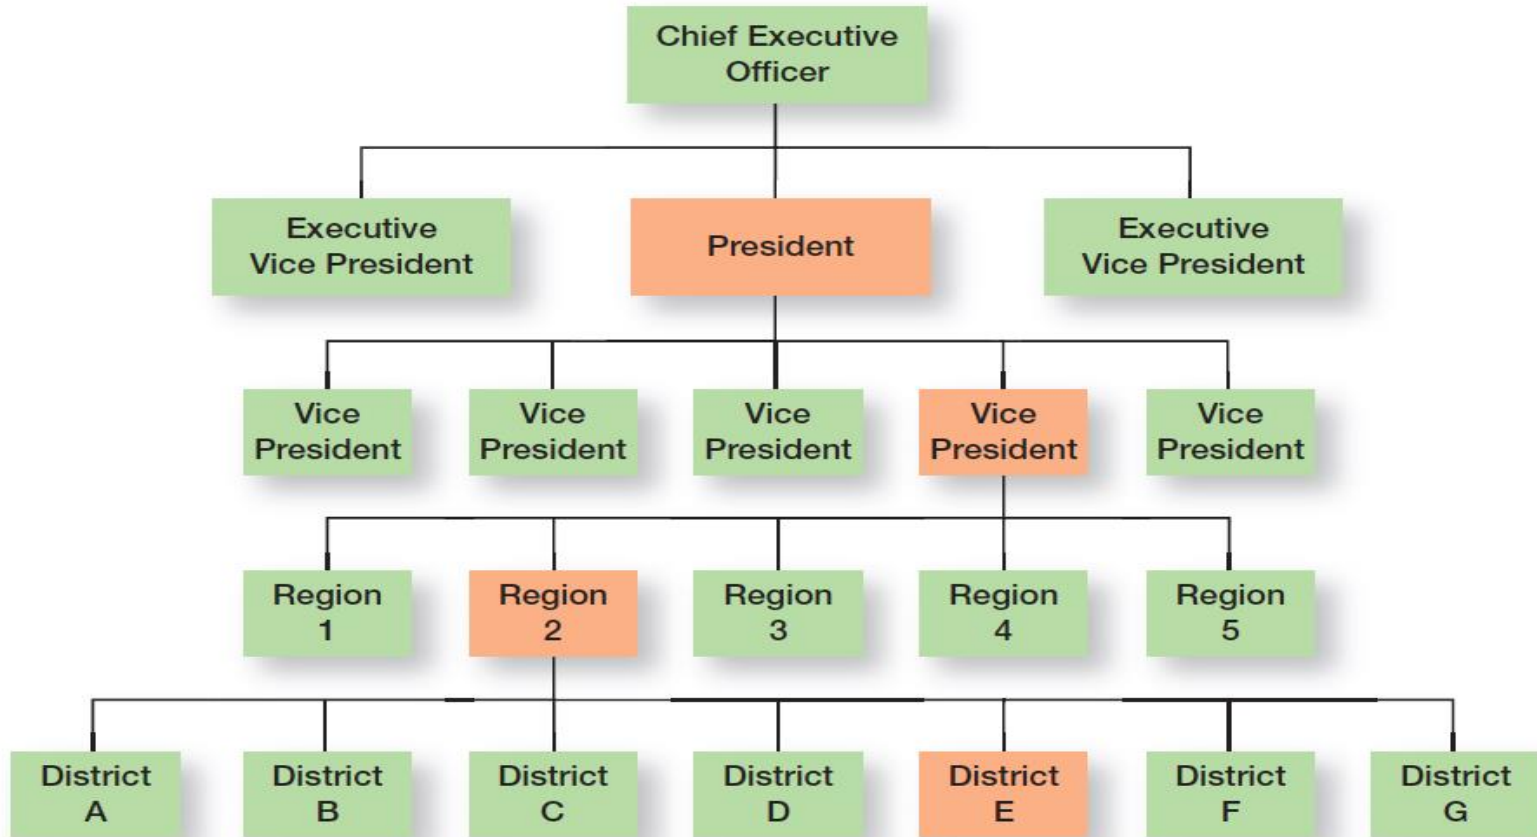 Chief Executive
Officer
Executive
Vice President
President
Executive
Vice President
Vice
President
Vice
President
Vice
President
Vice
President
Vice
President
Region
1
Region
2
Region
3
Region
4
Region
5
District
A
District
B
District
C
District
D
District
E
District
F
District
G